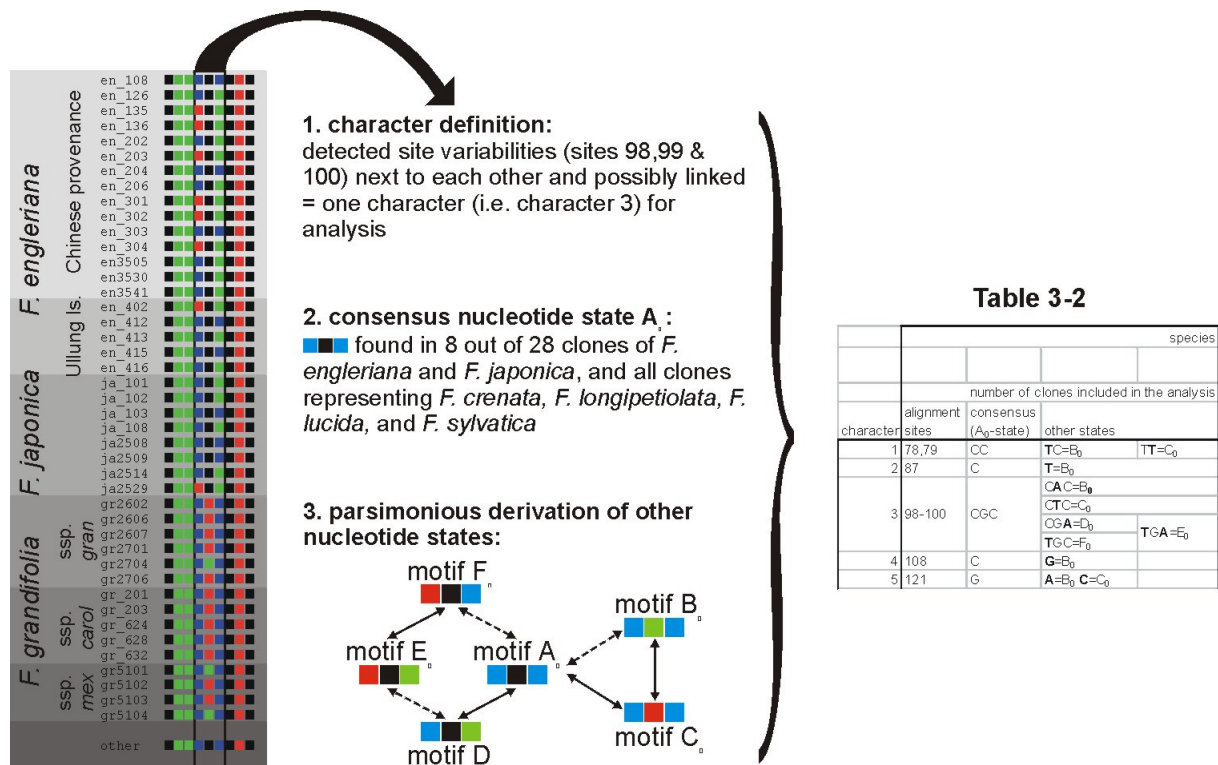 F. engleriana
Chinese provenance
Ullung Is.
F. japonica
F. grandifolia
ssp.
gran
ssp.
carol
ssp.
mex
en_108
en_126
en_135
en_136
en_202
en_203
en_204
en_206
en_301
en_302
en_303
en_304
en3505
en3530
en3541
en_402
en_412
en_413
en_415
en_416
ja_101
ja_102
ja_103
ja_108
ja2508
ja2509
ja2514
ja2529
gr2602
gr2606
gr2607
gr2701
gr2704
gr2706
gr_201
gr_203
gr_624
gr_628
gr_632
gr5101
gr5102
gr5103
gr5104
other
1. character definition:
detected site variabilities (sites 98,99 &
100) next to each other and possibly linked
= one character (i.e. character 3) for
analysis
2. consensus nucleotide state A▯:
found in 8 out of 28 clones of F.
engleriana and F. japonica, and all clones
representing F. crenata, F. longipetiolata, F.
lucida, and F. sylvatica
3. parsimonious derivation of other
nucleotide states:
motif F▯
motif B▯
motif E▯
motif A▯
motif D
motif C▯
Table 3-2
species
number of clones included in the analysis
character alignment sites consensus (A₀-state) other states
1 78,79 CC TC=B₀ TT=C₀
2 87 C T=B₀
3 98-100 CGC CAC=B₀
CTC=C₀
CGA=D₀
TGC=F₀
TGA=E₀
4 108 C G=B₀
5 121 G A=B₀ C=C₀